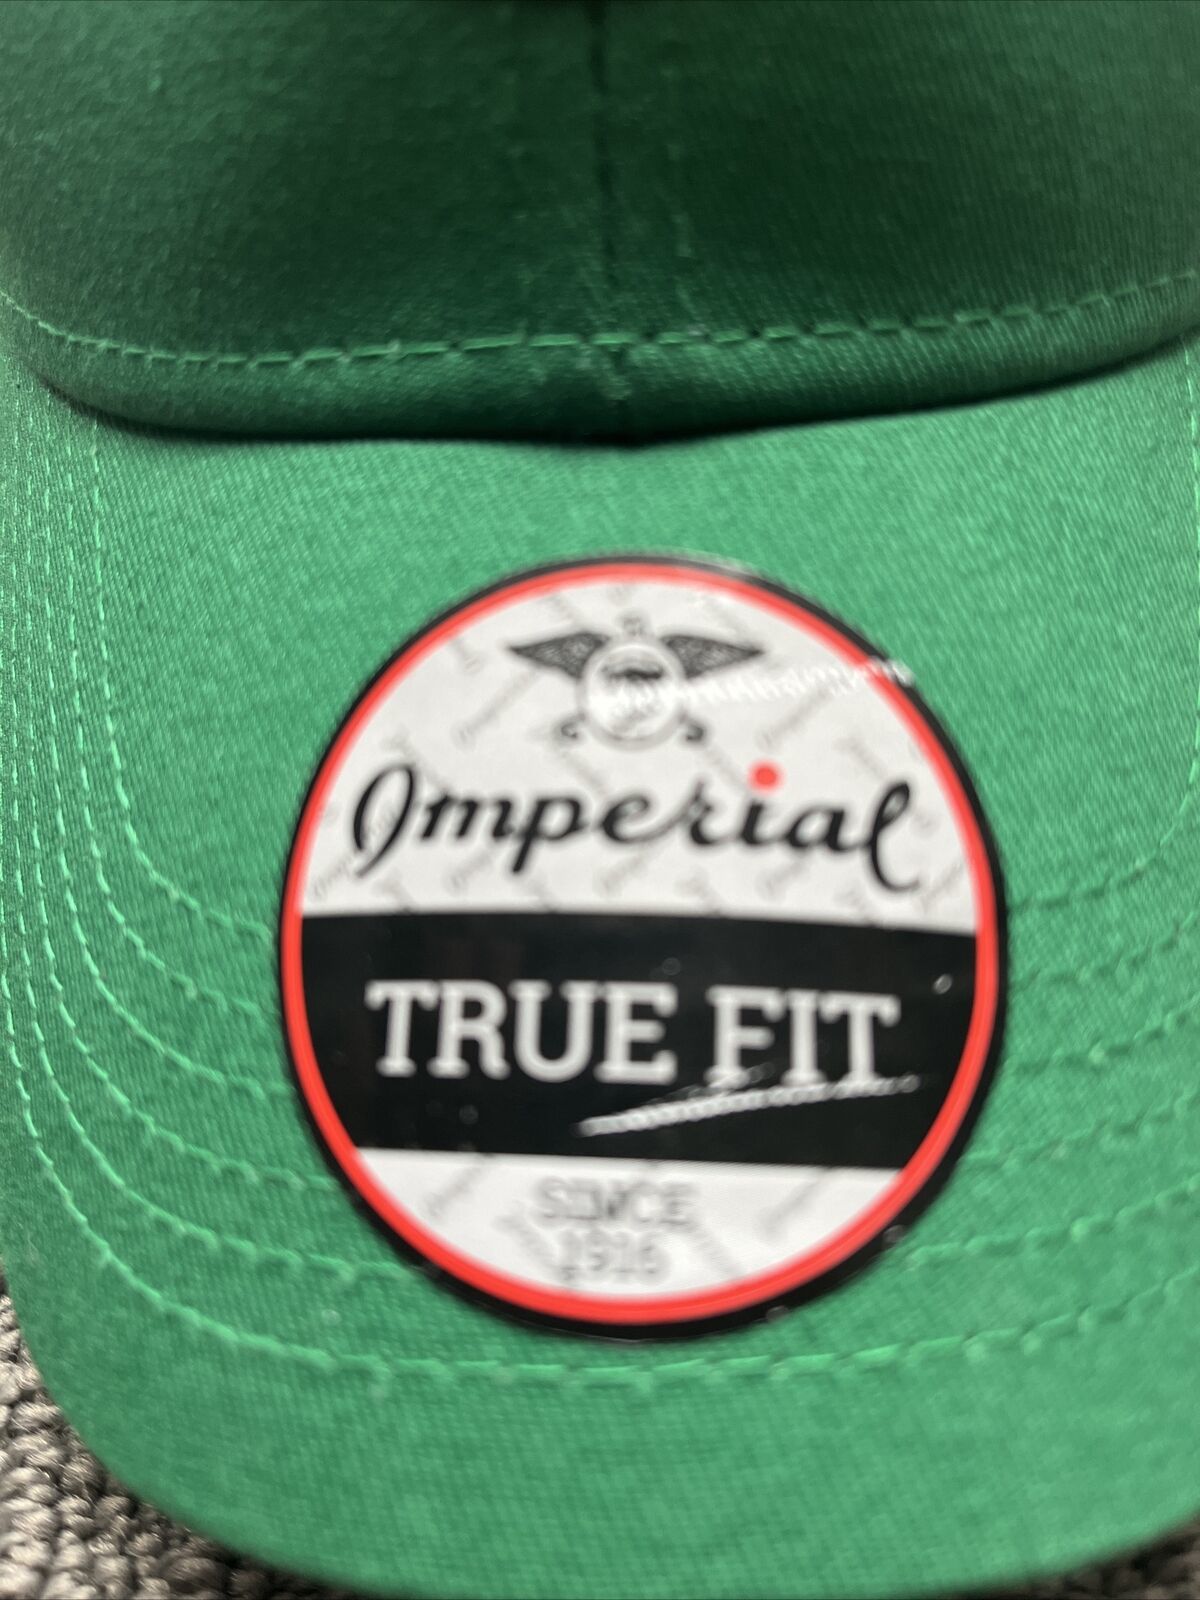 Imperial
TRUE FIT
SINCE
1916